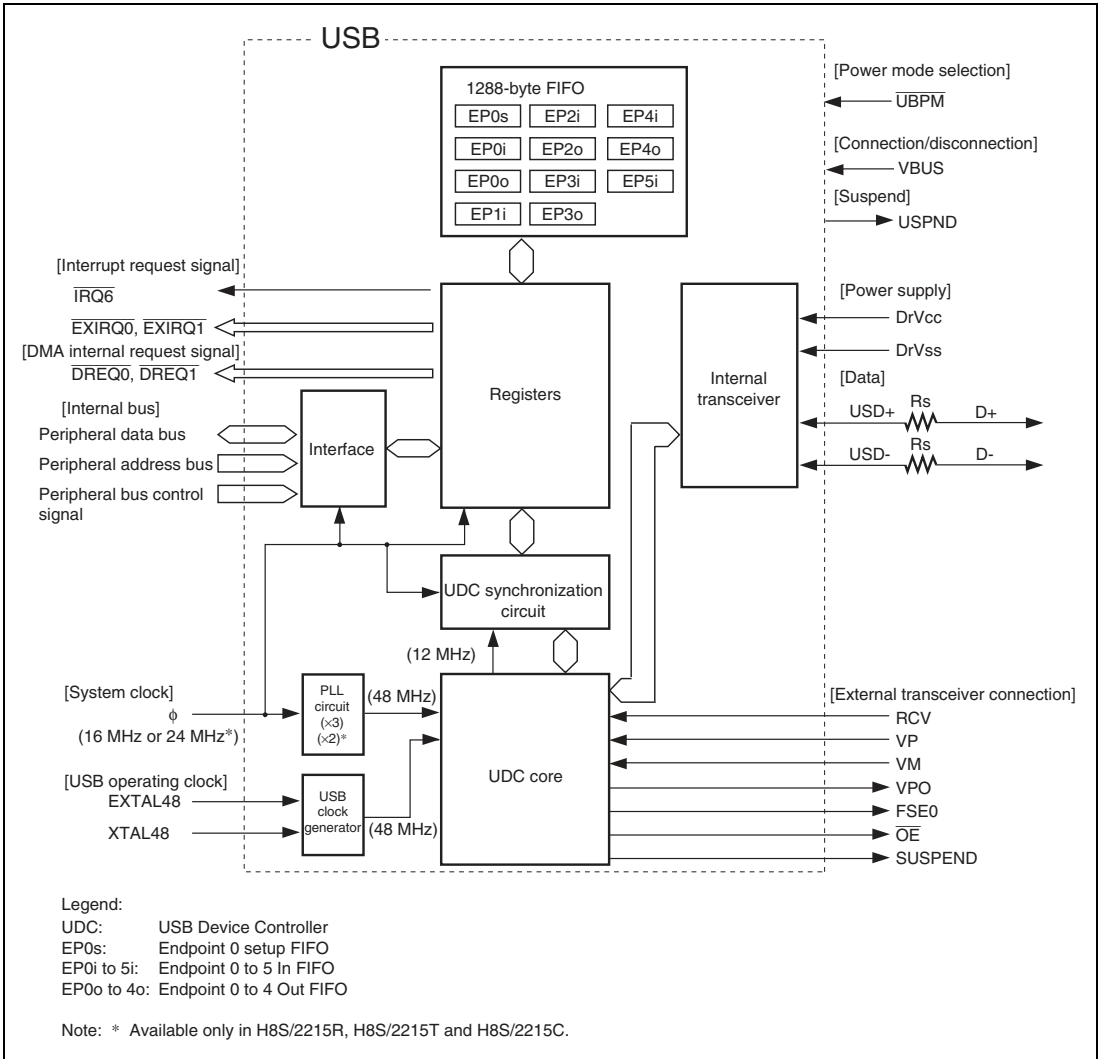 USB
[Power mode selection]
UBPM
[Connection/disconnection]
VBUS
[Suspend]
USPND
1288-byte FIFO
EP0s EP2i EP4i
EP0i EP2o EP4o
EP0o EP3i EP5i
EP1i EP3o
[Interrupt request signal]
IRQ6
EXIRQ0, EXIRQ1
[DMA internal request signal]
DREQ0, DREQ1
[Internal bus]
Peripheral data bus
Peripheral address bus
Peripheral bus control
signal
Interface
Registers
Internal
transceiver
[Power supply]
DrVcc
DrVss
[Data]
USD+ Rs D+
USD- Rs D-
UDC synchronization
circuit
(12 MHz)
[System clock]
ϕ
(16 MHz or 24 MHz*)
PLL
circuit
(×3)
(×2)*
(48 MHz)
[USB operating clock]
EXTAL48
XTAL48
USB
clock
generator
(48 MHz)
UDC core
[External transceiver connection]
RCV
VP
VM
VPO
FSE0
OE
SUSPEND
Legend:
UDC: USB Device Controller
EP0s: Endpoint 0 setup FIFO
EP0i to 5i: Endpoint 0 to 5 In FIFO
EP0o to 4o: Endpoint 0 to 4 Out FIFO
Note: * Available only in H8S/2215R, H8S/2215T and H8S/2215C.